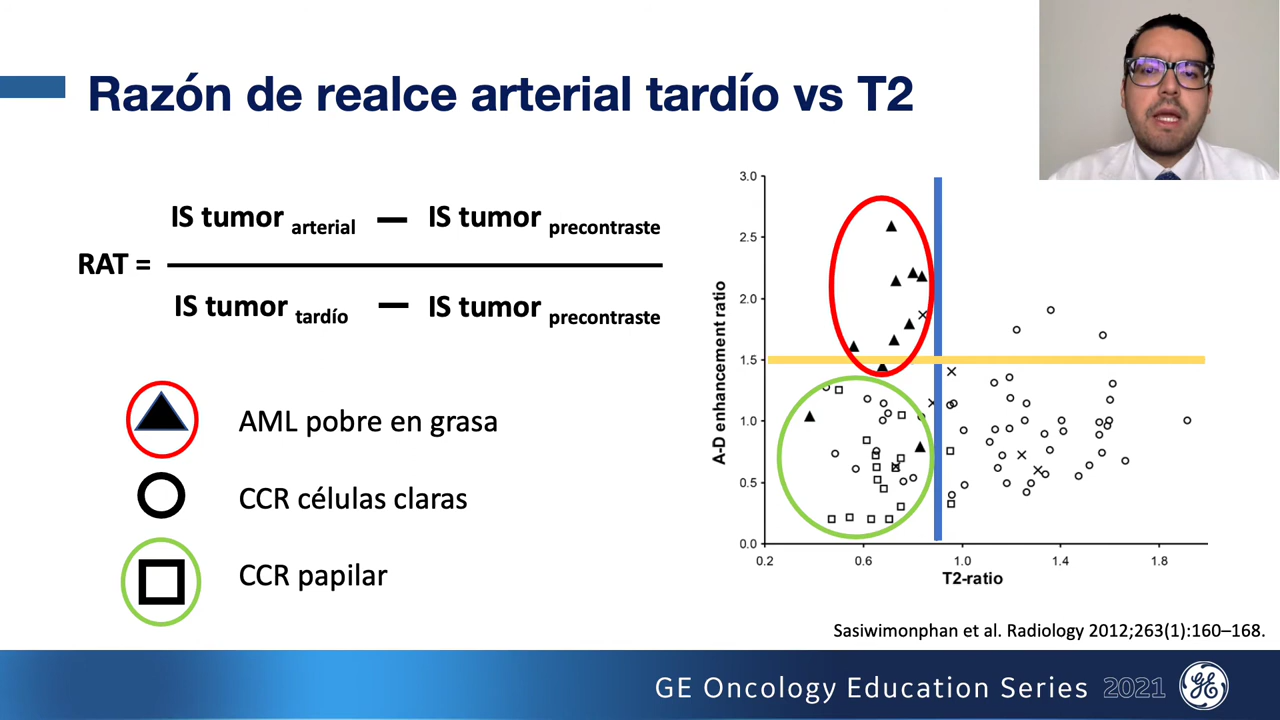 Razón de realce arterial tardío vs T2
IS tumor arterial — IS tumor precontraste
RAT =
IS tumor tardío — IS tumor precontraste
AML pobre en grasa
CCR células claras
CCR papilar
3.0
2.5
2.0
1.5
1.0
0.5
0.0
A-D enhancement ratio
0.2 0.6 1.0 1.4 1.8
T2-ratio
Sasiwimonphan et al. Radiology 2012;263(1):160–168.
GE Oncology Education Series 2021 GE